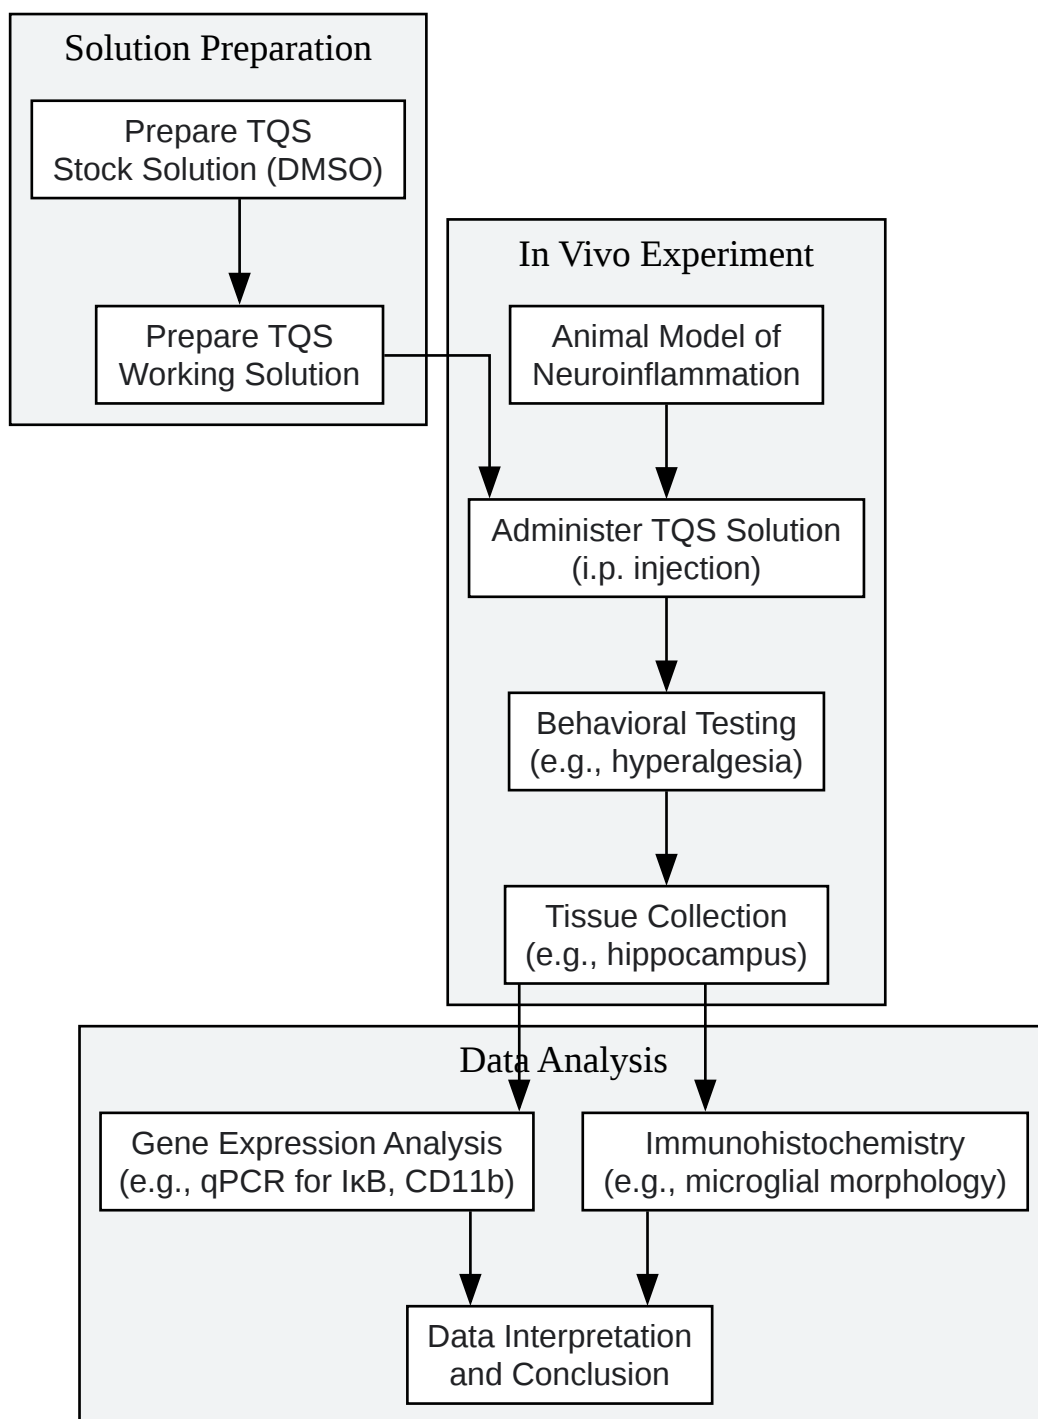 Solution Preparation
Prepare TQS
Stock Solution (DMSO)
Prepare TQS
Working Solution
In Vivo Experiment
Animal Model of
Neuroinflammation
Administer TQS Solution
(i.p. injection)
Behavioral Testing
(e.g., hyperalgesia)
Tissue Collection
(e.g., hippocampus)
Data Analysis
Gene Expression Analysis
(e.g., qPCR for IκB, CD11b)
Immunohistochemistry
(e.g., microglial morphology)
Data Interpretation
and Conclusion